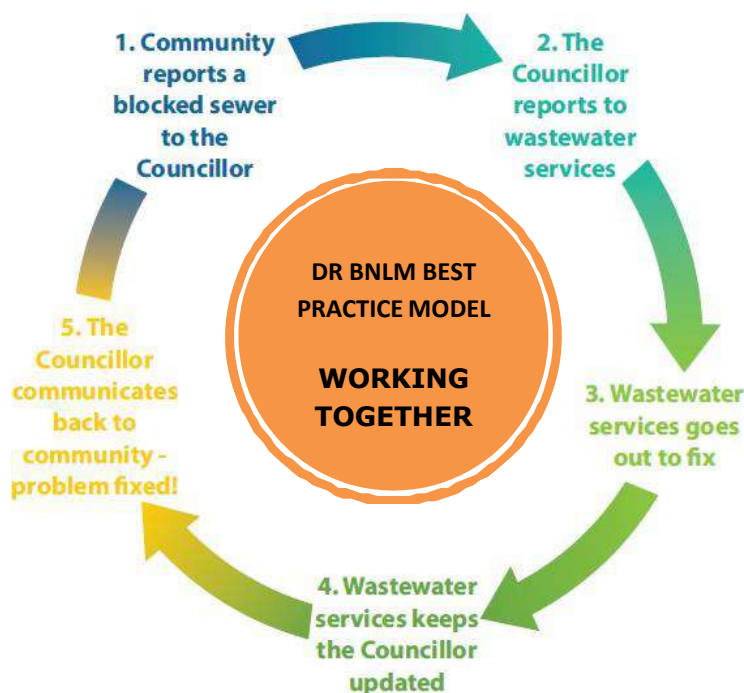 1. Community
reports a
blocked sewer
to the
Councillor
2. The
Councillor
reports to
wastewater
services
3. Wastewater
services goes
out to fix
4. Wastewater
services keeps
the Councillor
updated
5. The
Councillor
communicates
back to
community -
problem fixed!
DR BNLM BEST
PRACTICE MODEL
WORKING
TOGETHER